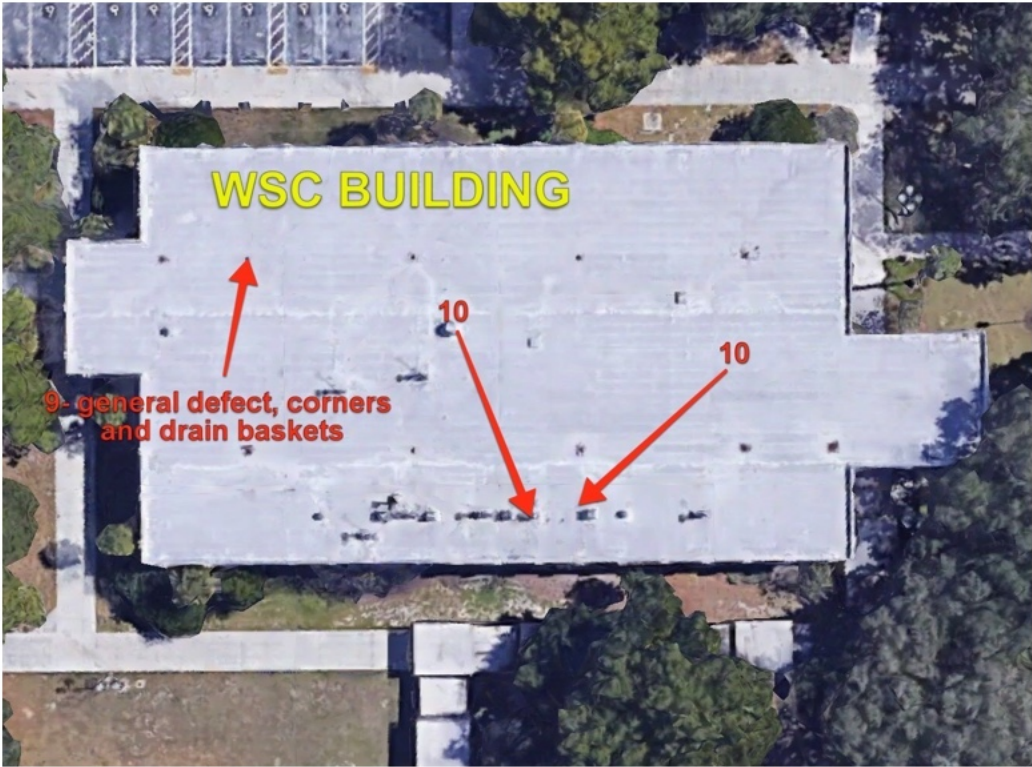 WSC BUILDING
10
10
9- general defect, corners
and drain baskets